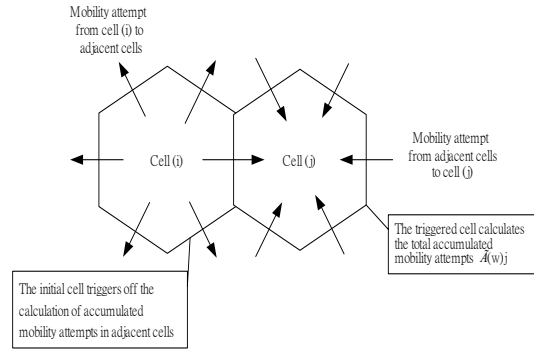 Mobility attempt
from cell (i) to
adjacent cells
Cell (i)
Cell (j)
Mobility attempt
from adjacent cells
to cell (j)
The triggered cell calculates
the total accumulated
mobility attempts Ã(w)j
The initial cell triggers off the
calculation of accumulated
mobility attempts in adjacent cells